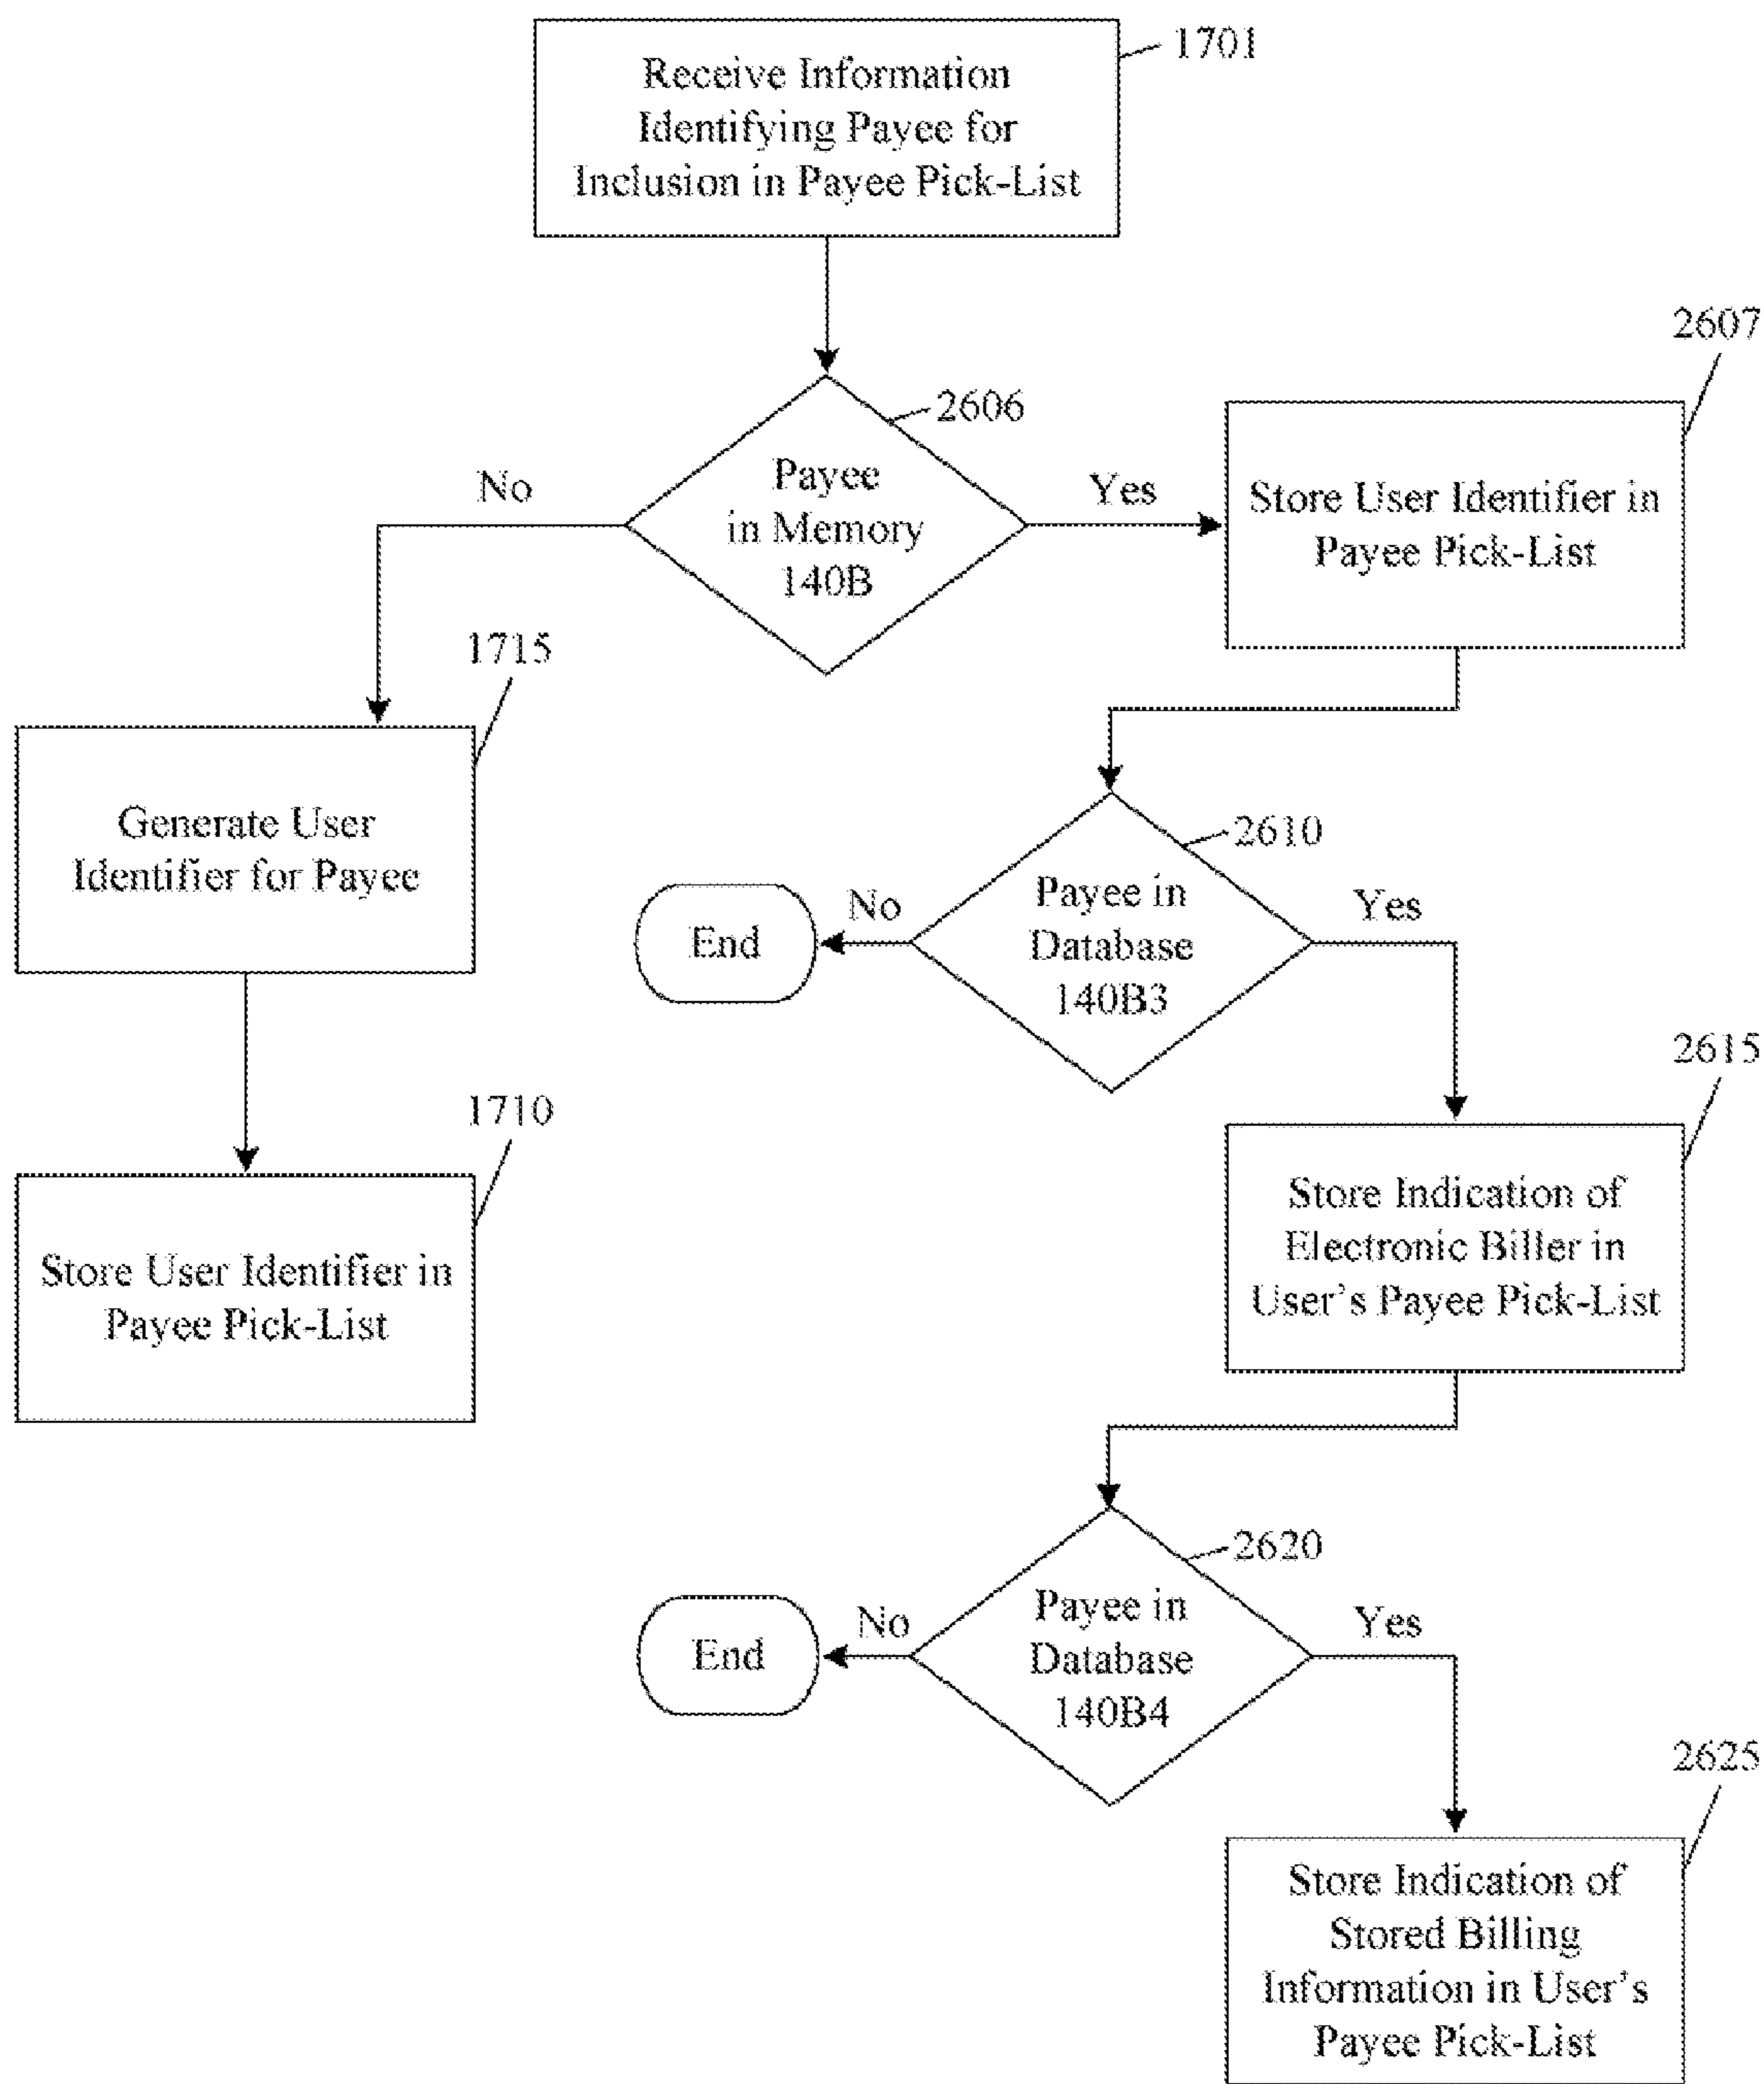 Receive Information
Identifying Payee for
Inclusion in Payee Pick-List
1701
2606
Payee
in Memory
140B
No
Yes
2607
Store User Identifier in
Payee Pick-List
1715
Generate User
Identifier for Payee
2610
Payee in
Database
140B3
No
Yes
End
1710
Store User Identifier in
Payee Pick-List
2615
Store Indication of
Electronic Biller in
User's Payee Pick-List
2620
Payee in
Database
140B4
No
Yes
End
2625
Store Indication of
Stored Billing
Information in User's
Payee Pick-List